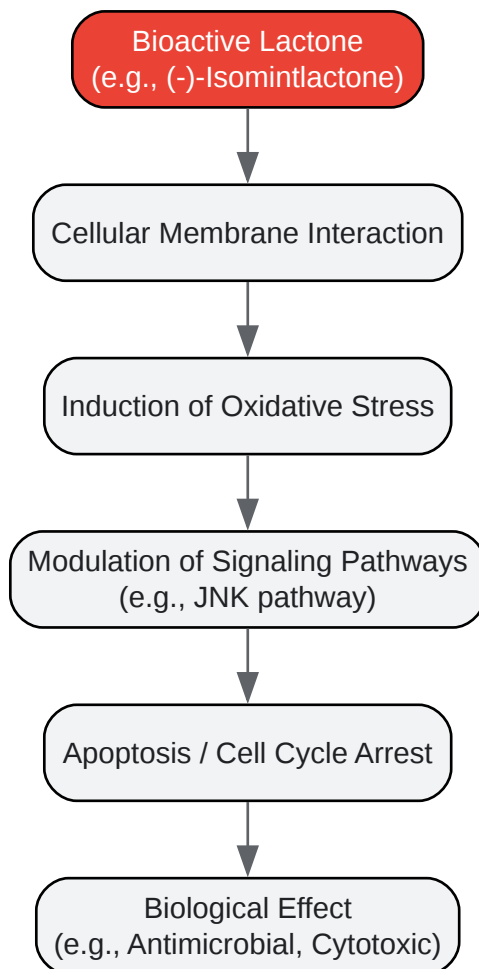 Bioactive Lactone
(e.g., (-)-Isomintlactone)
Cellular Membrane Interaction
Induction of Oxidative Stress
Modulation of Signaling Pathways
(e.g., JNK pathway)
Apoptosis / Cell Cycle Arrest
Biological Effect
(e.g., Antimicrobial, Cytotoxic)